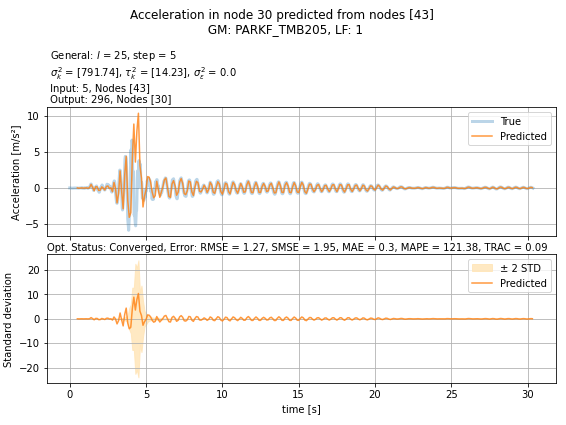 Acceleration in node 30 predicted from nodes [43]
GM: PARKF_TMB205, LF: 1
General: l = 25, step = 5
σ²ₖ = [791.74], τ²ₖ = [14.23], σ²ε = 0.0
Input: 5, Nodes [43]
Output: 296, Nodes [30]
Acceleration [m/s²]
10
5
0
−5
True
Predicted
Opt. Status: Converged, Error: RMSE = 1.27, SMSE = 1.95, MAE = 0.3, MAPE = 121.38, TRAC = 0.09
Standard deviation
20
10
0
−10
−20
± 2 STD
Predicted
0 5 10 15 20 25 30
time [s]